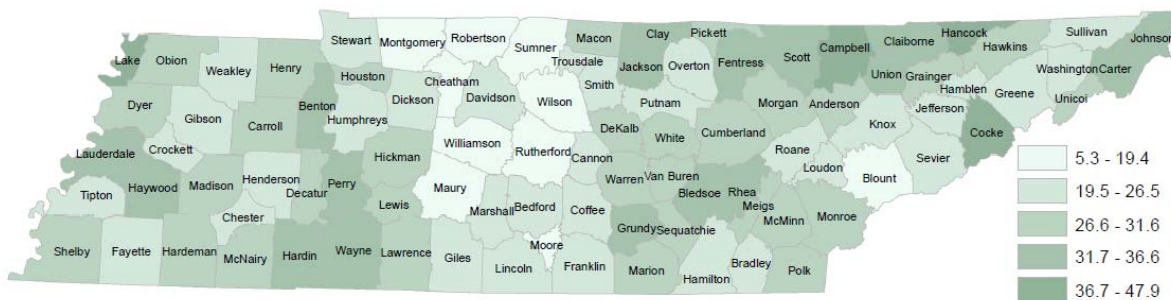 Stewart
Montgomery
Robertson
Sumner
Macon
Clay
Pickett
Scott
Campbell
Claiborne
Hancock
Hawkins
Sullivan
Johnson
Lake
Obion
Weakley
Henry
Houston
Cheatham
Trousdale
Smith
Jackson
Overton
Fentress
Union
Grainger
Hamblen
Greene
Washington
Carter
Unicoi
Dyer
Gibson
Carroll
Benton
Humphreys
Dickson
Davidson
Wilson
Putnam
Morgan
Anderson
Knox
Jefferson
Cocke
Lauderdale
Crockett
Haywood
Madison
Henderson
Decatur
Perry
Hickman
Williamson
Rutherford
Cannon
DeKalb
White
Cumberland
Roane
Loudon
Blount
Sevier
Tipton
Chester
Lewis
Maury
Marshall
Bedford
Coffee
Warren
Van Buren
Bledsoe
Rhea
Meigs
McMinn
Monroe
Shelby
Fayette
Hardeman
McNairy
Hardin
Wayne
Lawrence
Giles
Lincoln
Moore
Franklin
Grundy
Sequatchie
Marion
Hamilton
Bradley
Polk
5.3 - 19.4
19.5 - 26.5
26.6 - 31.6
31.7 - 36.6
36.7 - 47.9